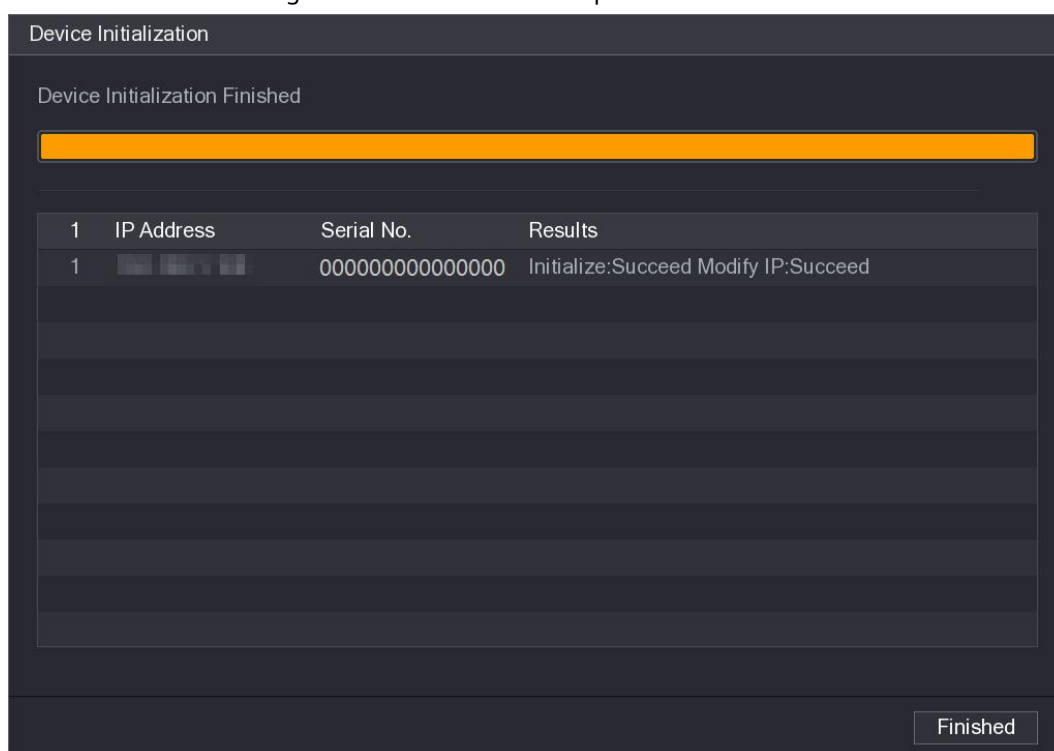 Device Initialization
Device Initialization Finished
1 IP Address Serial No. Results
1 000000000000000 Initialize:Succeed Modify IP:Succeed
Finished